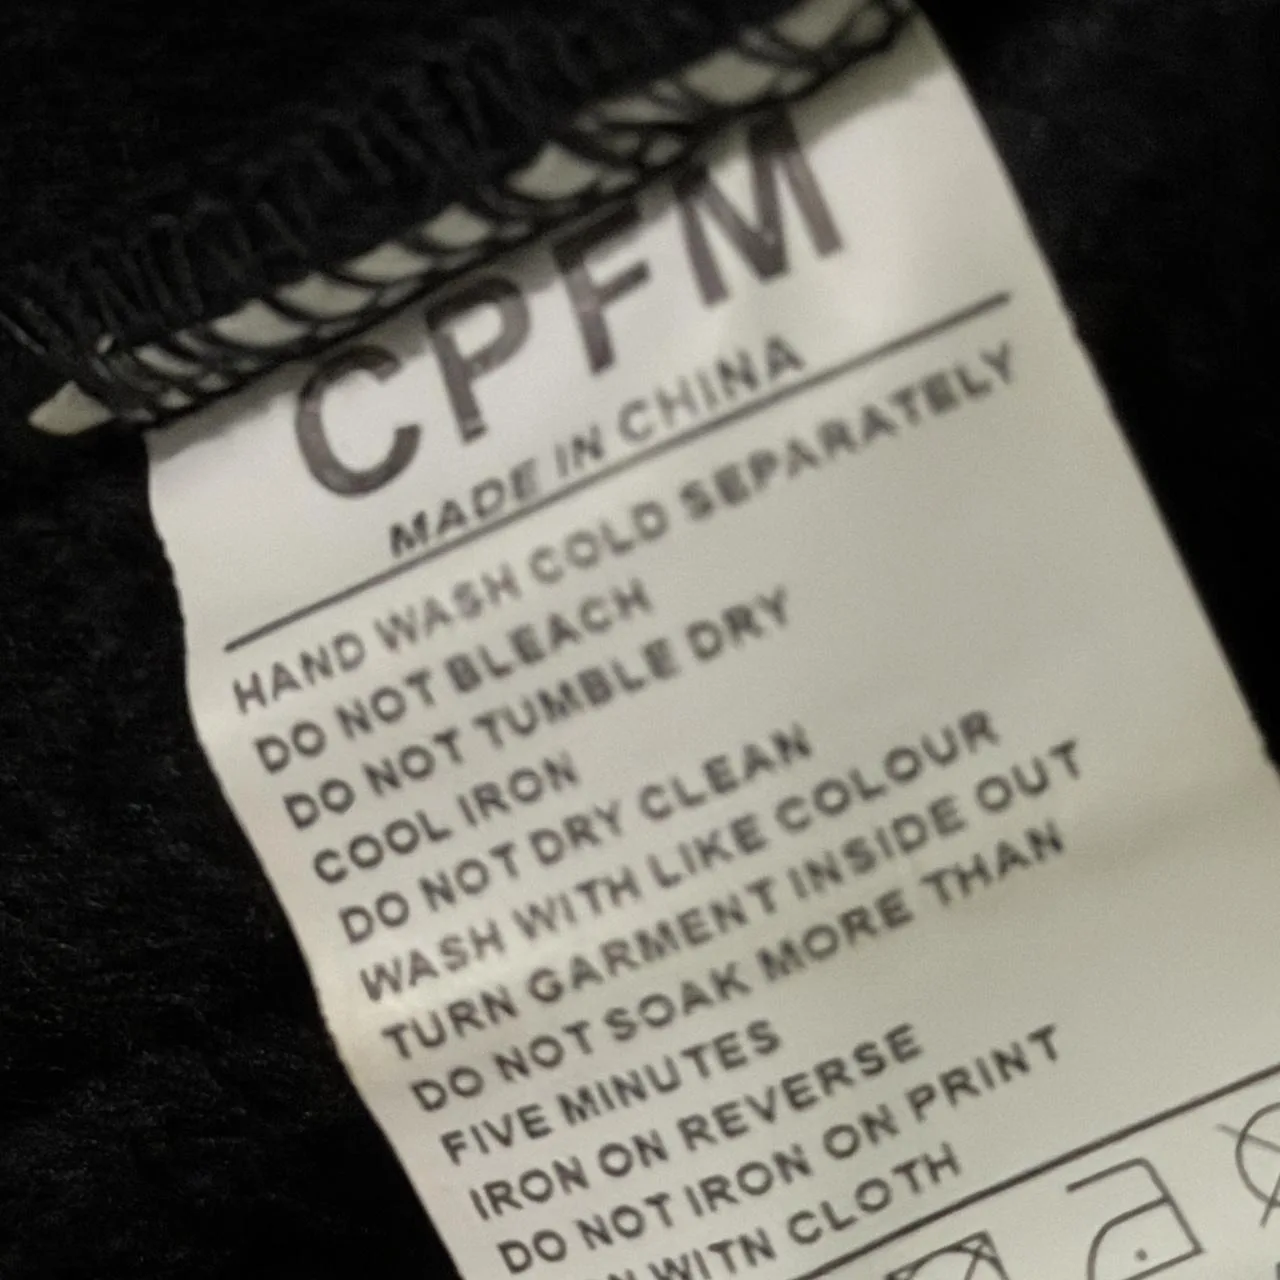 CPFM
MADE IN CHINA
HAND WASH COLD SEPARATELY
DO NOT BLEACH
DO NOT TUMBLE DRY
COOL IRON
DO NOT DRY CLEAN
WASH WITH LIKE COLOUR
TURN GARMENT INSIDE OUT
DO NOT SOAK MORE THAN
FIVE MINUTES
IRON ON REVERSE
DO NOT IRON ON PRINT
WITN CLOTH